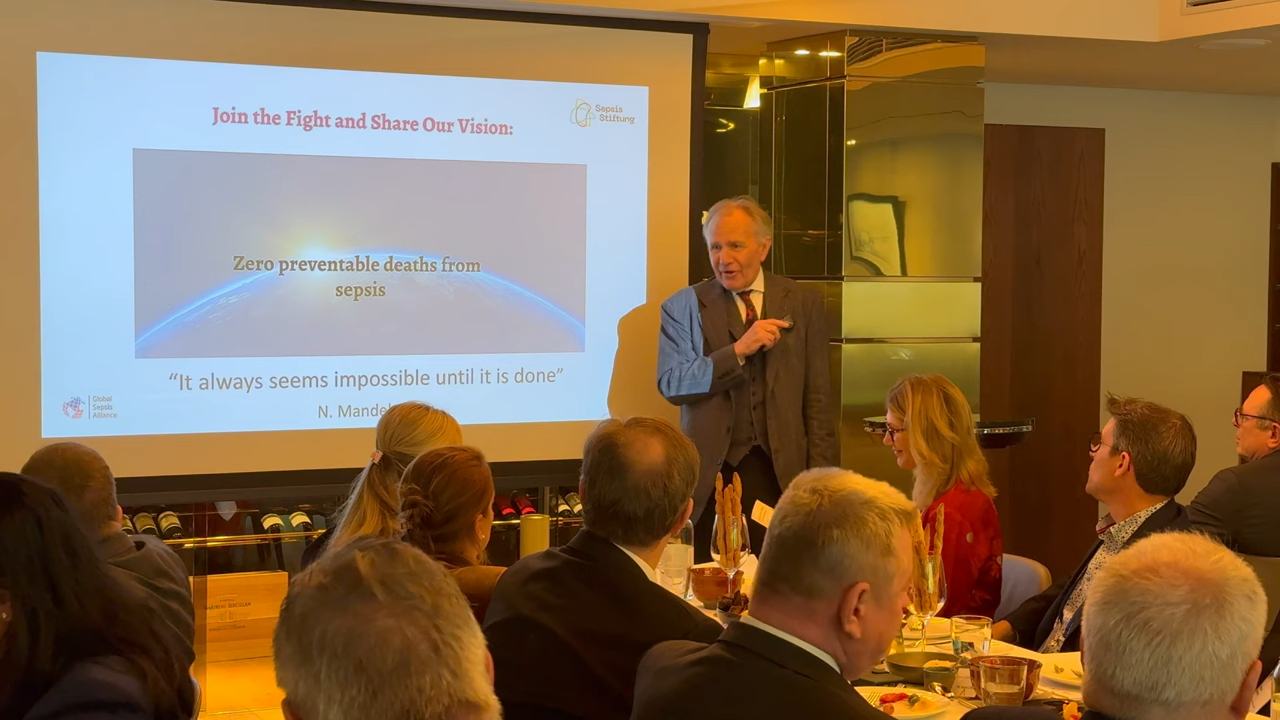 Join the Fight and Share Our Vision:
Sepsis
Stiftung
Zero preventable deaths from
sepsis
“It always seems impossible until it is done”
N. Mandel
Global
Sepsis
Alliance